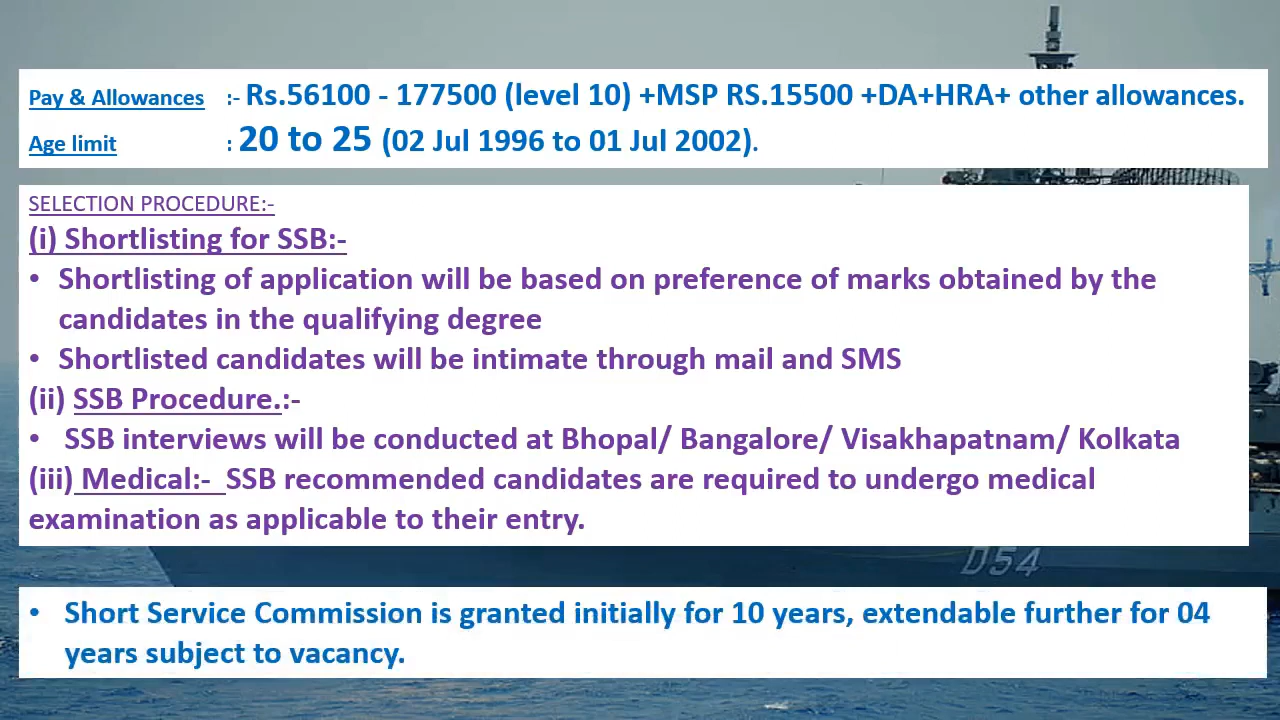 Pay & Allowances :- Rs.56100 - 177500 (level 10) +MSP RS.15500 +DA+HRA+ other allowances.
Age limit : 20 to 25 (02 Jul 1996 to 01 Jul 2002).
SELECTION PROCEDURE:-
(i) Shortlisting for SSB:-
• Shortlisting of application will be based on preference of marks obtained by the
candidates in the qualifying degree
• Shortlisted candidates will be intimate through mail and SMS
(ii) SSB Procedure.:-
• SSB interviews will be conducted at Bhopal/ Bangalore/ Visakhapatnam/ Kolkata
(iii) Medical:- SSB recommended candidates are required to undergo medical
examination as applicable to their entry.
D54
• Short Service Commission is granted initially for 10 years, extendable further for 04
years subject to vacancy.